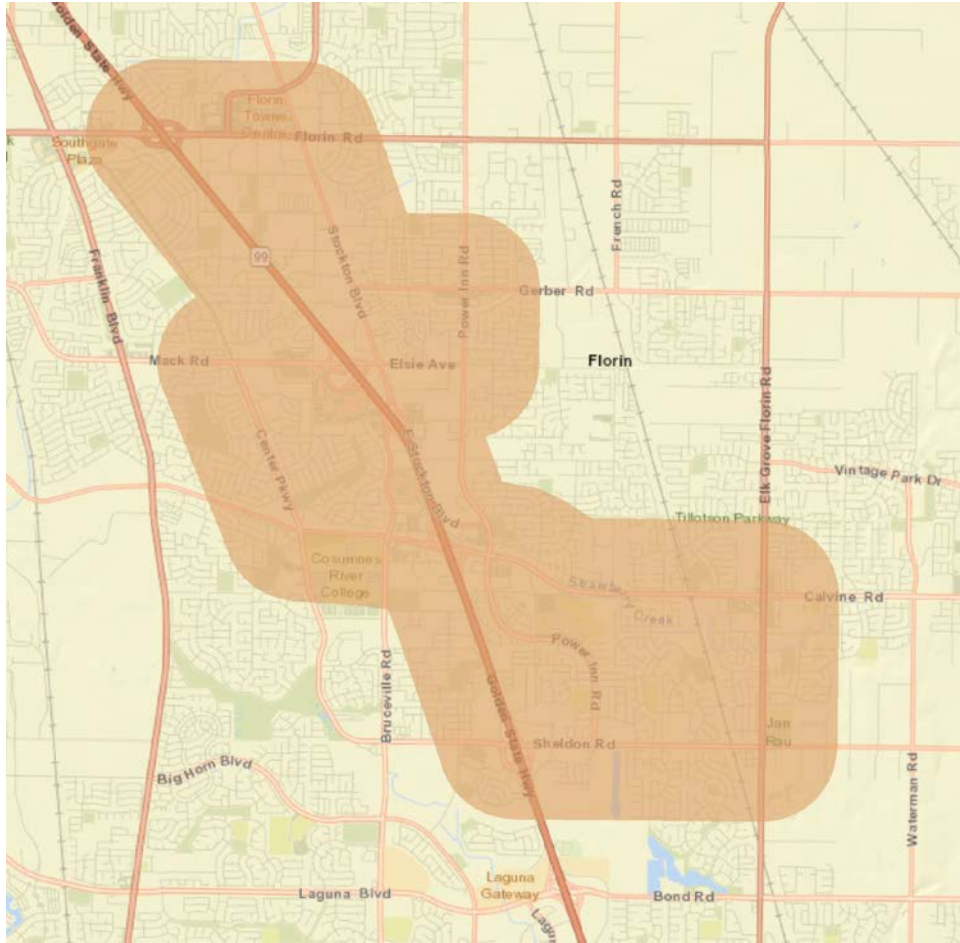 Golden State Hwy
k
Southgate
Plaza
Florin
Towne
Centre
Florin Rd
99
Franklin Blvd
Stockton Blvd
Power Inn Rd
French Rd
Gerber Rd
Mack Rd
Elsie Ave
Florin
Center Pkwy
E Stockton Blvd
Elk Grove Florin Rd
Vintage Park Dr
Tillotson Parkway
Cosumnes
River
College
Strawberry Creek
Calvine Rd
Power Inn Rd
Bruceville Rd
Golden State Hwy
Sheldon Rd
Jan
Rau
Big Horn Blvd
Waterman Rd
Laguna Blvd
Laguna
Gateway
Bond Rd